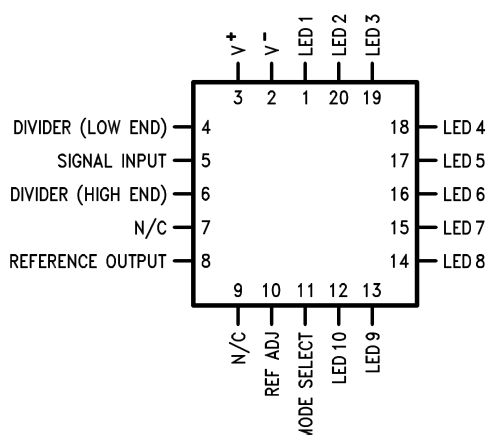 V+ V- LED 1 LED 2 LED 3
3 2 1 20 19
DIVIDER (LOW END) 4 18 LED 4
SIGNAL INPUT 5 17 LED 5
DIVIDER (HIGH END) 6 16 LED 6
N/C 7 15 LED 7
REFERENCE OUTPUT 8 14 LED 8
9 10 11 12 13
N/C REF ADJ MODE SELECT LED 10 LED 9